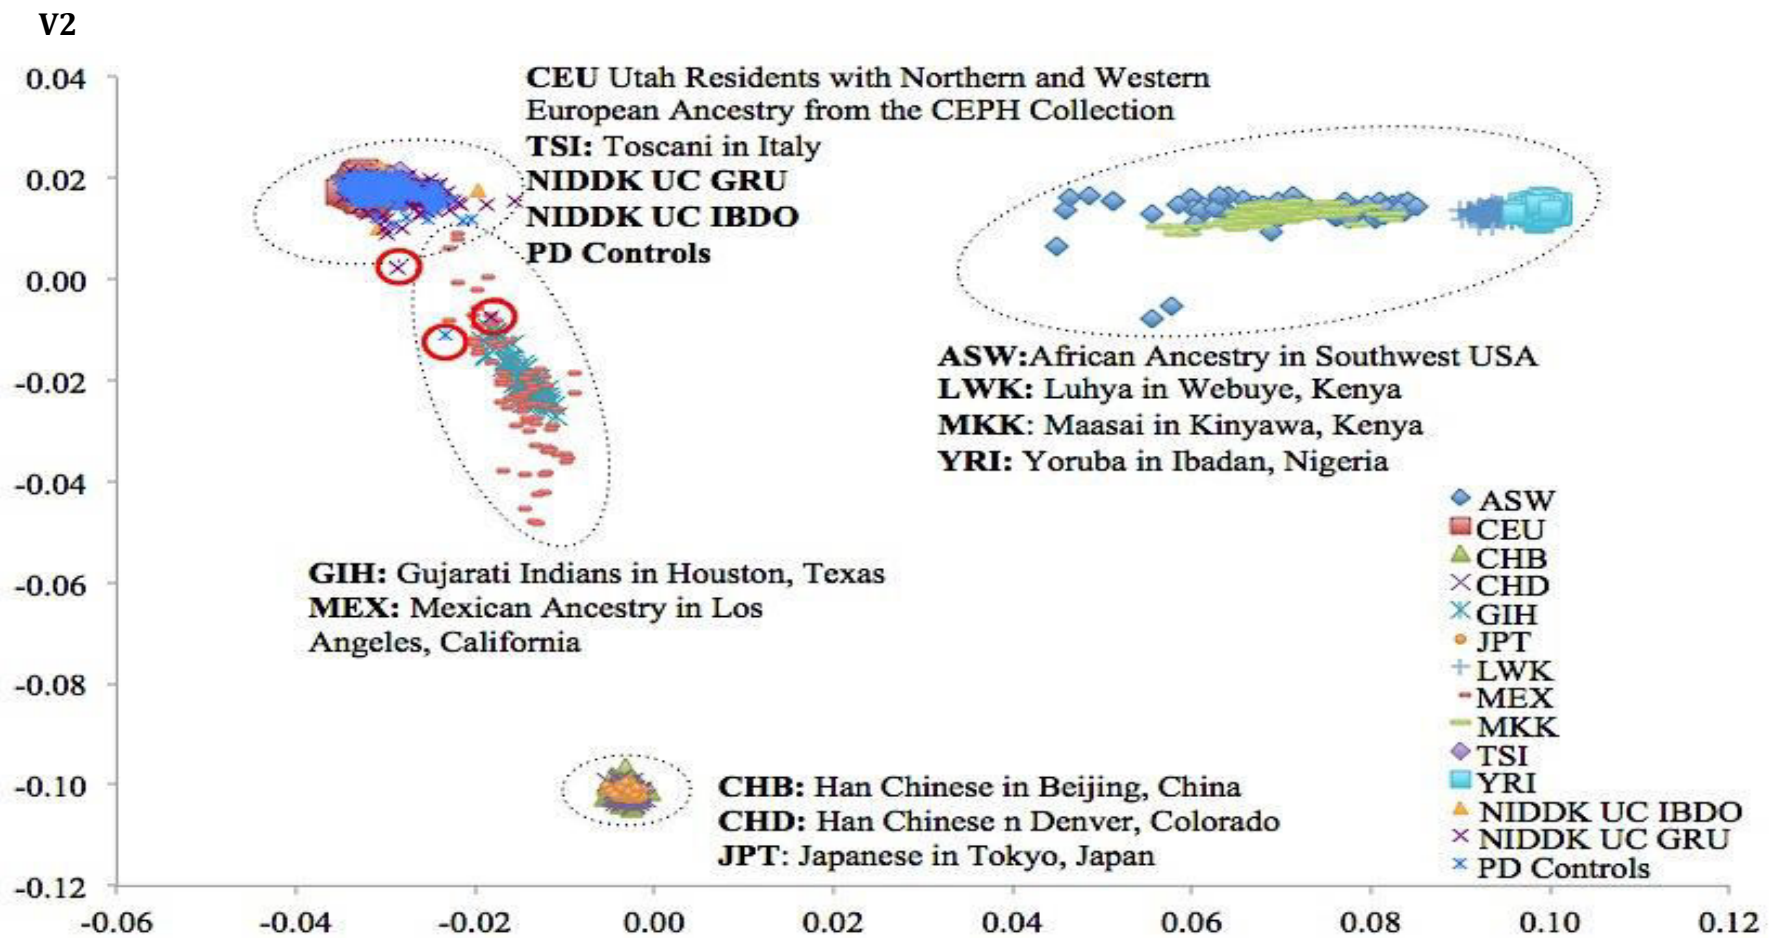 V2
0.04
0.02
0.00
-0.02
-0.04
-0.06
-0.08
-0.10
-0.12
CEU Utah Residents with Northern and Western
European Ancestry from the CEPH Collection
TSI: Toscani in Italy
NIDDK UC GRU
NIDDK UC IBDO
PD Controls
ASW:African Ancestry in Southwest USA
LWK: Luhya in Webuye, Kenya
MKK: Maasai in Kinyawa, Kenya
YRI: Yoruba in Ibadan, Nigeria
GIH: Gujarati Indians in Houston, Texas
MEX: Mexican Ancestry in Los
Angeles, California
CHB: Han Chinese in Beijing, China
CHD: Han Chinese n Denver, Colorado
JPT: Japanese in Tokyo, Japan
ASW
CEU
CHB
CHD
GIH
JPT
LWK
MEX
MKK
TSI
YRI
NIDDK UC IBDO
NIDDK UC GRU
PD Controls
-0.06 -0.04 -0.02 0.00 0.02 0.04 0.06 0.08 0.10 0.12